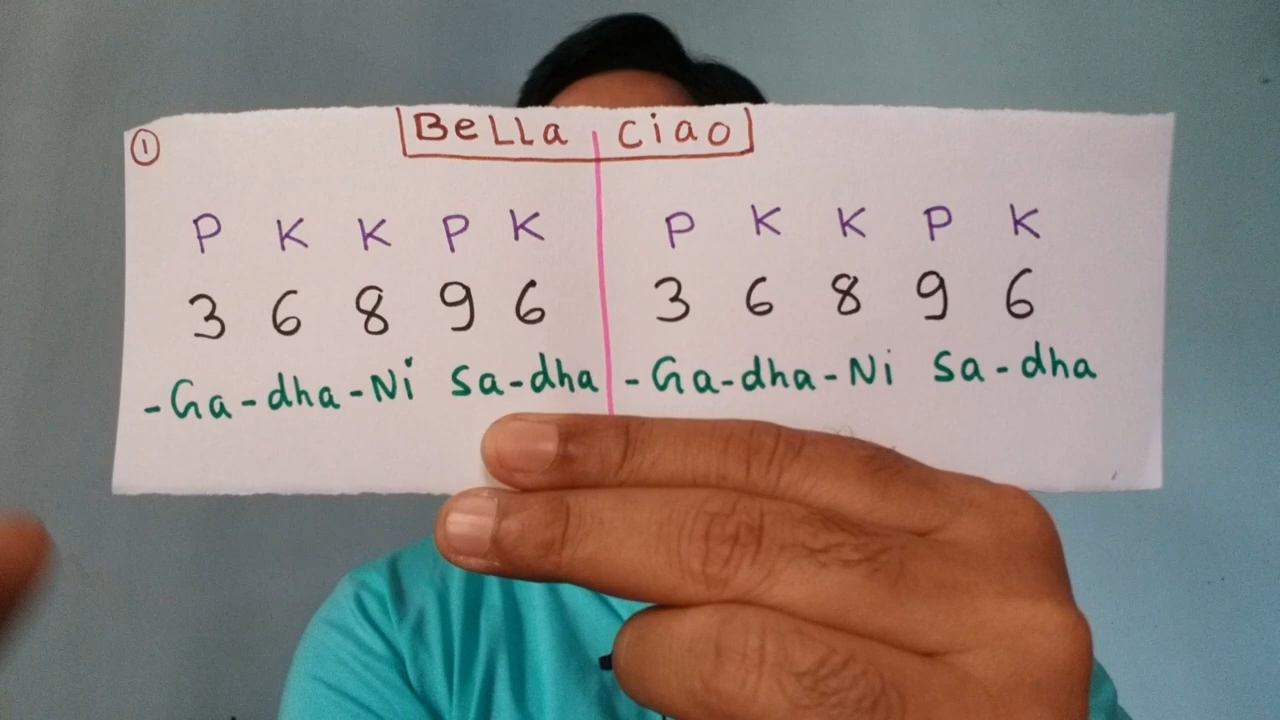 ①
BeLLa ciao
P K K P K P K K P K
3 6 8 9 6 3 6 8 9 6
-Ga-dha-Ni Sa-dha -Ga-dha-Ni Sa-dha